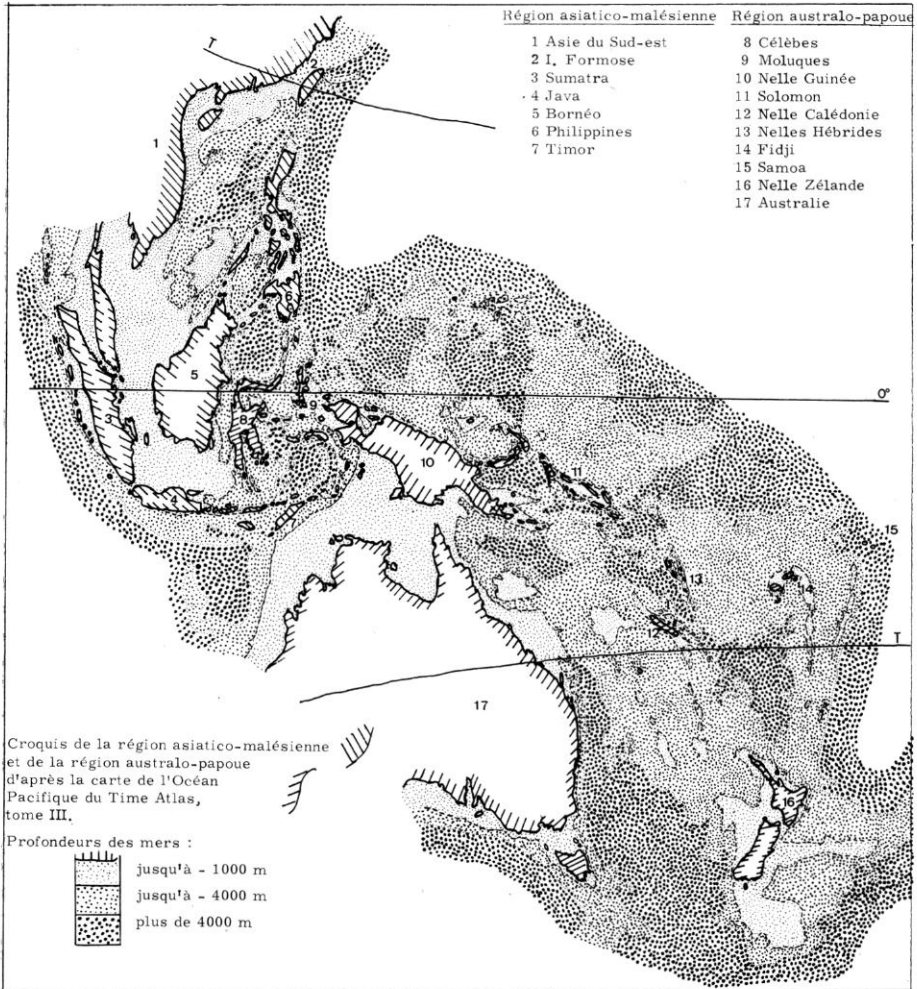 Région asiatico-malésienne
1 Asie du Sud-est
2 I. Formose
3 Sumatra
4 Java
5 Bornéo
6 Philippines
7 Timor
Région australo-papoue
8 Célèbes
9 Moluques
10 Nelle Guinée
11 Solomon
12 Nelle Calédonie
13 Nelles Hébrides
14 Fidji
15 Samoa
16 Nelle Zélande
17 Australie
T
2
1
6
5
0°
3
9
8
10
4
11
7
15
13
14
12
T
17
16
Croquis de la région asiatico-malésienne
et de la région australo-papoue
d'après la carte de l'Océan
Pacifique du Time Atlas,
tome III.
Profondeurs des mers :
jusqu'à - 1000 m
jusqu'à - 4000 m
plus de 4000 m